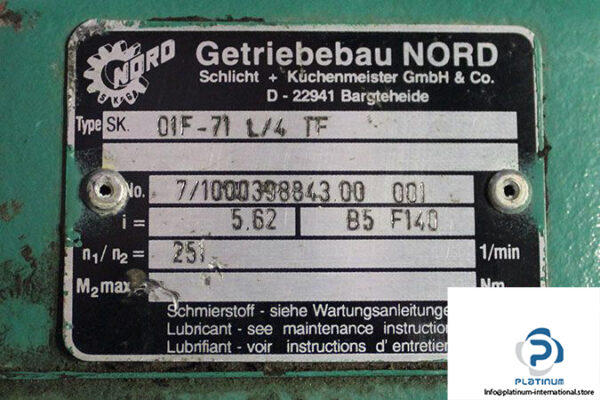 NORD
SKG
Getriebebau NORD
Schlicht + Küchenmeister GmbH & Co.
D - 22941 Bargteheide
Type SK. 01F-71 L/4 TF
No. 7/1000398843.00 001
i = 5.62 B5 F140
n1/n2 = 251 1/min
M2max Nm
Schmierstoff - siehe Wartungsanleitunge
Lubricant - see maintenance instruction
Lubrifiant - voir instructions d'entretien
PLATINUM
Info@platinum-international.store